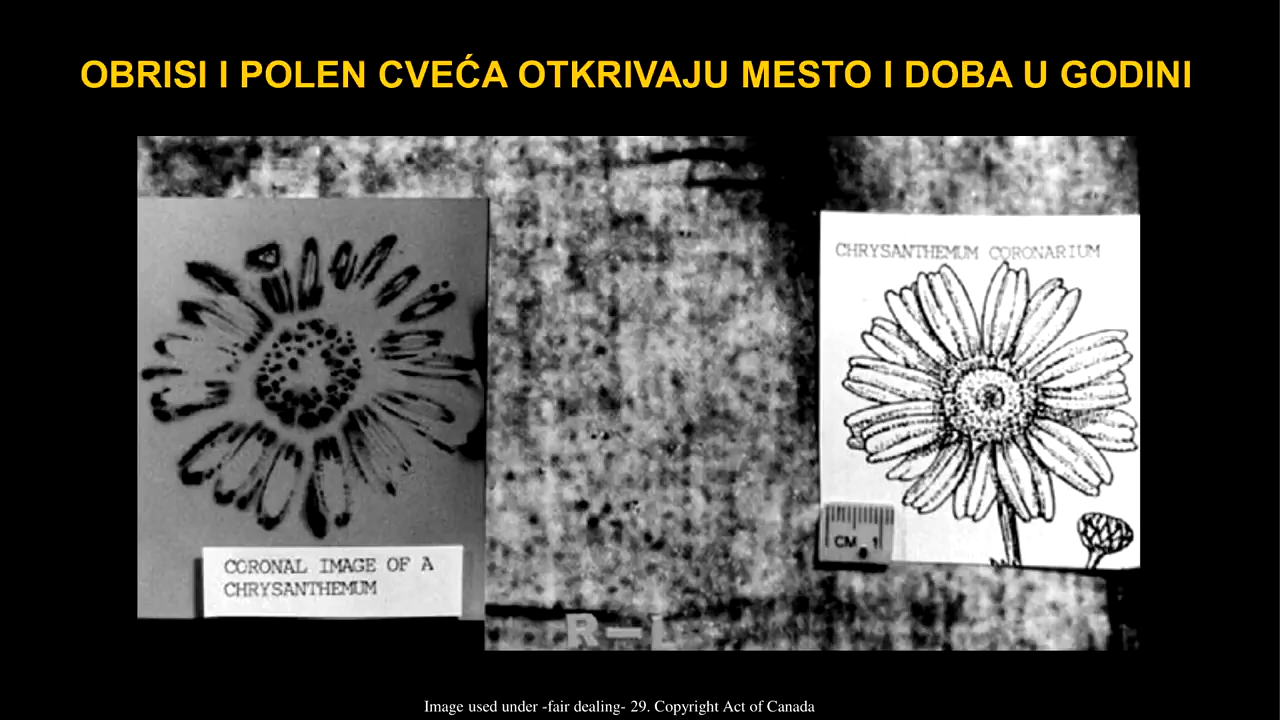 OBRISI I POLEN CVEĆA OTKRIVAJU MESTO I DOBA U GODINI
CHRYSANTHEMUM CORONARIUM
CM 1
CORONAL IMAGE OF A
CHRYSANTHEMUM
R–L
Image used under -fair dealing- 29. Copyright Act of Canada